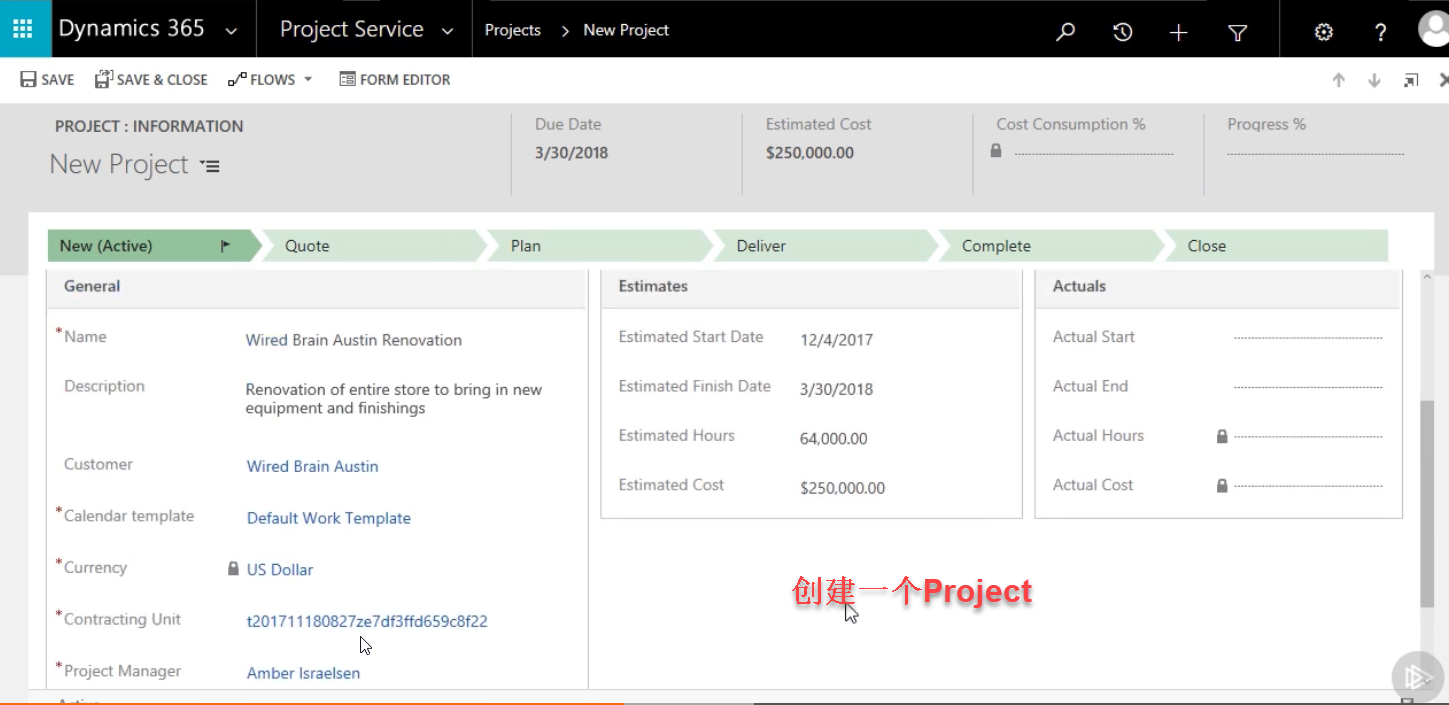 Dynamics 365 Project Service Projects > New Project ?
SAVE SAVE & CLOSE FLOWS FORM EDITOR
PROJECT : INFORMATION
New Project
Due Date
3/30/2018
Estimated Cost
$250,000.00
Cost Consumption %
Progress %
New (Active) Quote Plan Deliver Complete Close
General
*Name Wired Brain Austin Renovation
Description Renovation of entire store to bring in new
equipment and finishings
Customer Wired Brain Austin
*Calendar template Default Work Template
*Currency US Dollar
*Contracting Unit t201711180827ze7df3ffd659c8f22
*Project Manager Amber Israelsen
Estimates
Estimated Start Date 12/4/2017
Estimated Finish Date 3/30/2018
Estimated Hours 64,000.00
Estimated Cost $250,000.00
Actuals
Actual Start
Actual End
Actual Hours
Actual Cost
创建一个Project